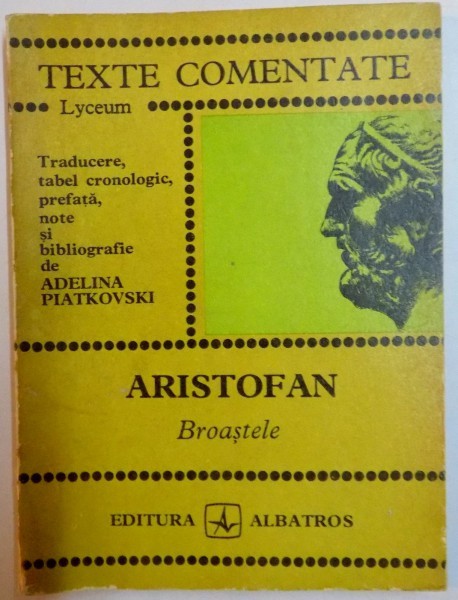 TEXTE COMENTATE
Lyceum
Traducere,
tabel cronologic,
prefață,
note
și
bibliografie
de
ADELINA
PIATKOVSKI
ARISTOFAN
Broaștele
EDITURA ALBATROS